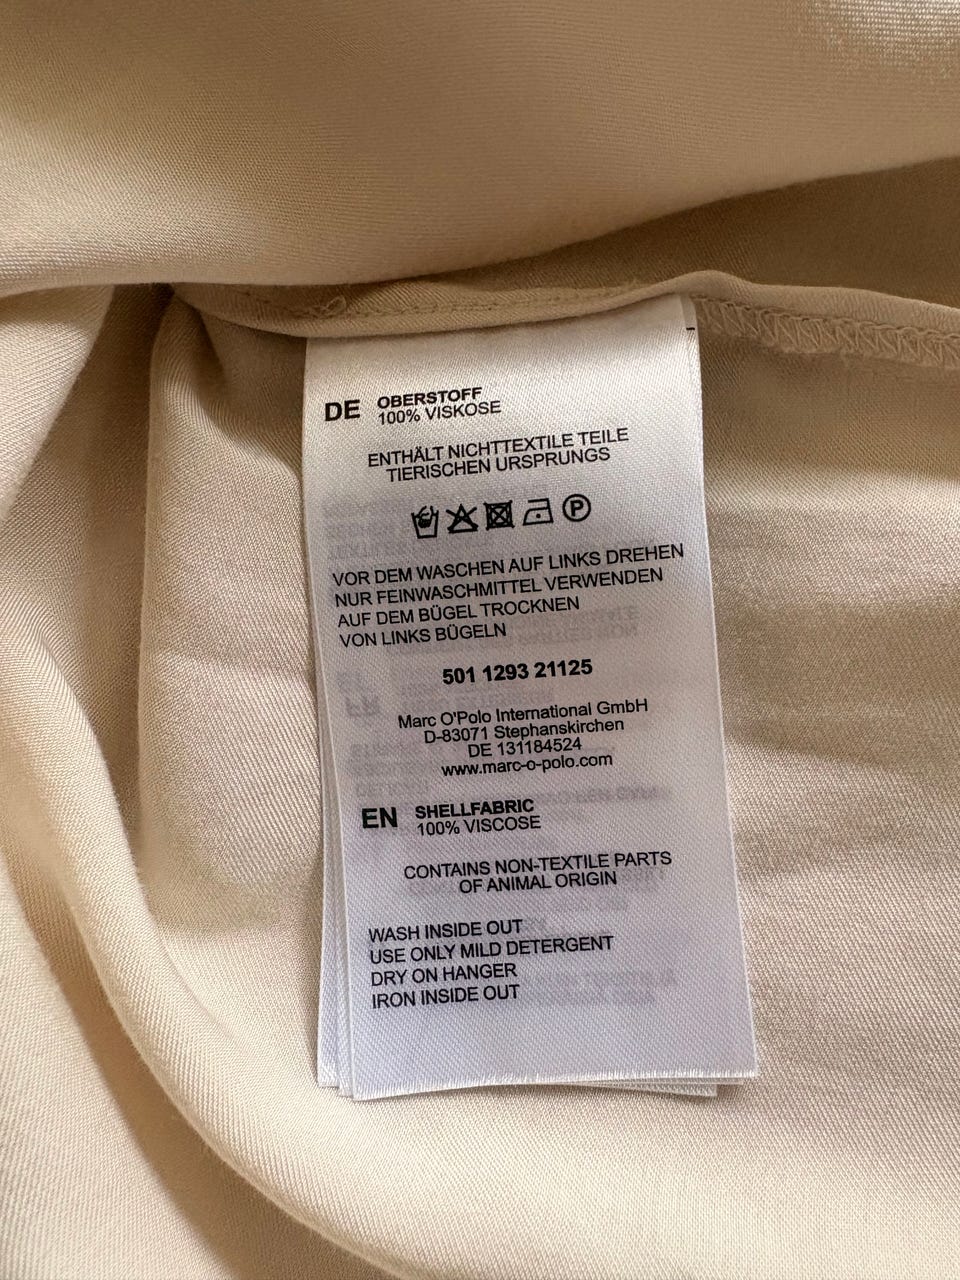 DE OBERSTOFF
100% VISKOSE
ENTHÄLT NICHTTEXTILE TEILE
TIERISCHEN URSPRUNGS
P
VOR DEM WASCHEN AUF LINKS DREHEN
NUR FEINWASCHMITTEL VERWENDEN
AUF DEM BÜGEL TROCKNEN
VON LINKS BÜGELN
501 1293 21125
Marc O'Polo International GmbH
D-83071 Stephanskirchen
DE 131184524
www.marc-o-polo.com
EN SHELLFABRIC
100% VISCOSE
CONTAINS NON-TEXTILE PARTS
OF ANIMAL ORIGIN
WASH INSIDE OUT
USE ONLY MILD DETERGENT
DRY ON HANGER
IRON INSIDE OUT